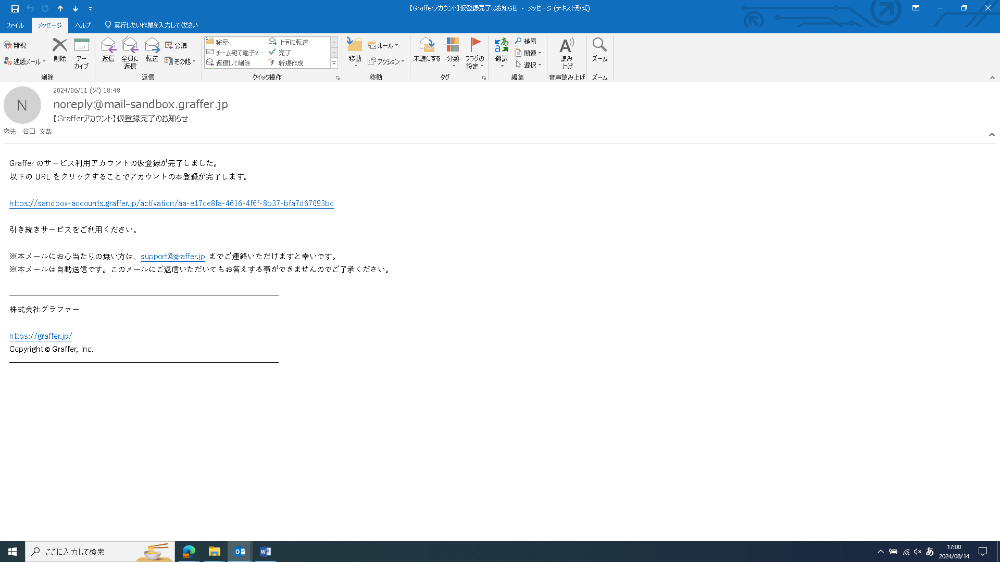 【Grafferアカウント】仮登録完了のお知らせ - メッセージ (テキスト形式)
ファイル メッセージ ヘルプ 実行したい作業を入力してください
無視
迷惑メール
削除
アー
カイブ
削除
返信
全員に
返信
転送
会議
その他
返信
秘密
チーム宛て電子メ…
返信して削除
上司に転送
完了
新規作成
クイック操作
移動
ルール
アクション
移動
未読にする
分類
フラグの
設定
タグ
翻訳
検索
関連
選択
編集
読み
上げ
音声読み上げ
ズーム
ズーム
N
2024/06/11 (火) 18:48
noreply@mail-sandbox.graffer.jp
【Grafferアカウント】仮登録完了のお知らせ
宛先 谷口 文哉
Graffer のサービス利用アカウントの仮登録が完了しました。
以下の URL をクリックすることでアカウントの本登録が完了します。
https://sandbox-accounts.graffer.jp/activation/aa-e17ce8fa-4616-4f6f-8b37-bfa7d67093bd
引き続きサービスをご利用ください。
※本メールにお心当たりの無い方は、support@graffer.jp までご連絡いただけますと幸いです。
※本メールは自動送信です。このメールにご返信いただいてもお答えする事ができませんのでご了承ください。
株式会社グラファー
https://graffer.jp/
Copyright © Graffer, Inc.
ここに入力して検索
あ
17:00
2024/08/14